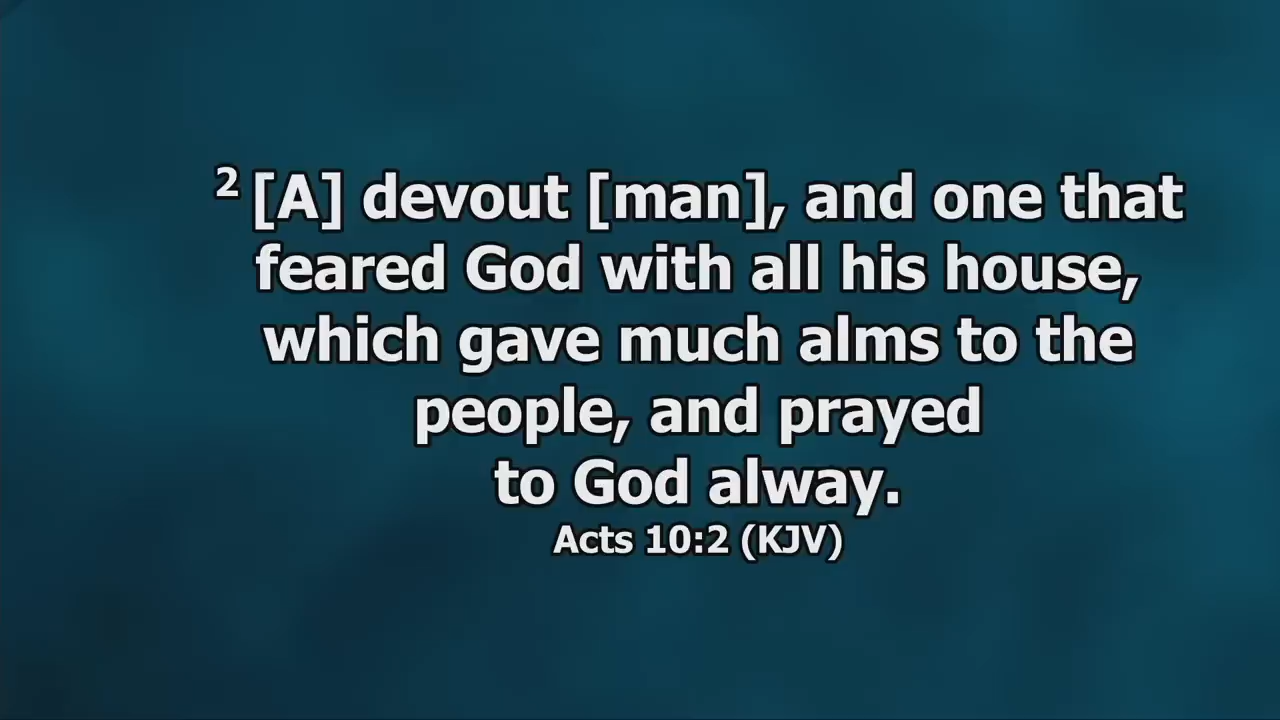 2 [A] devout [man], and one that
feared God with all his house,
which gave much alms to the
people, and prayed
to God alway.
Acts 10:2 (KJV)